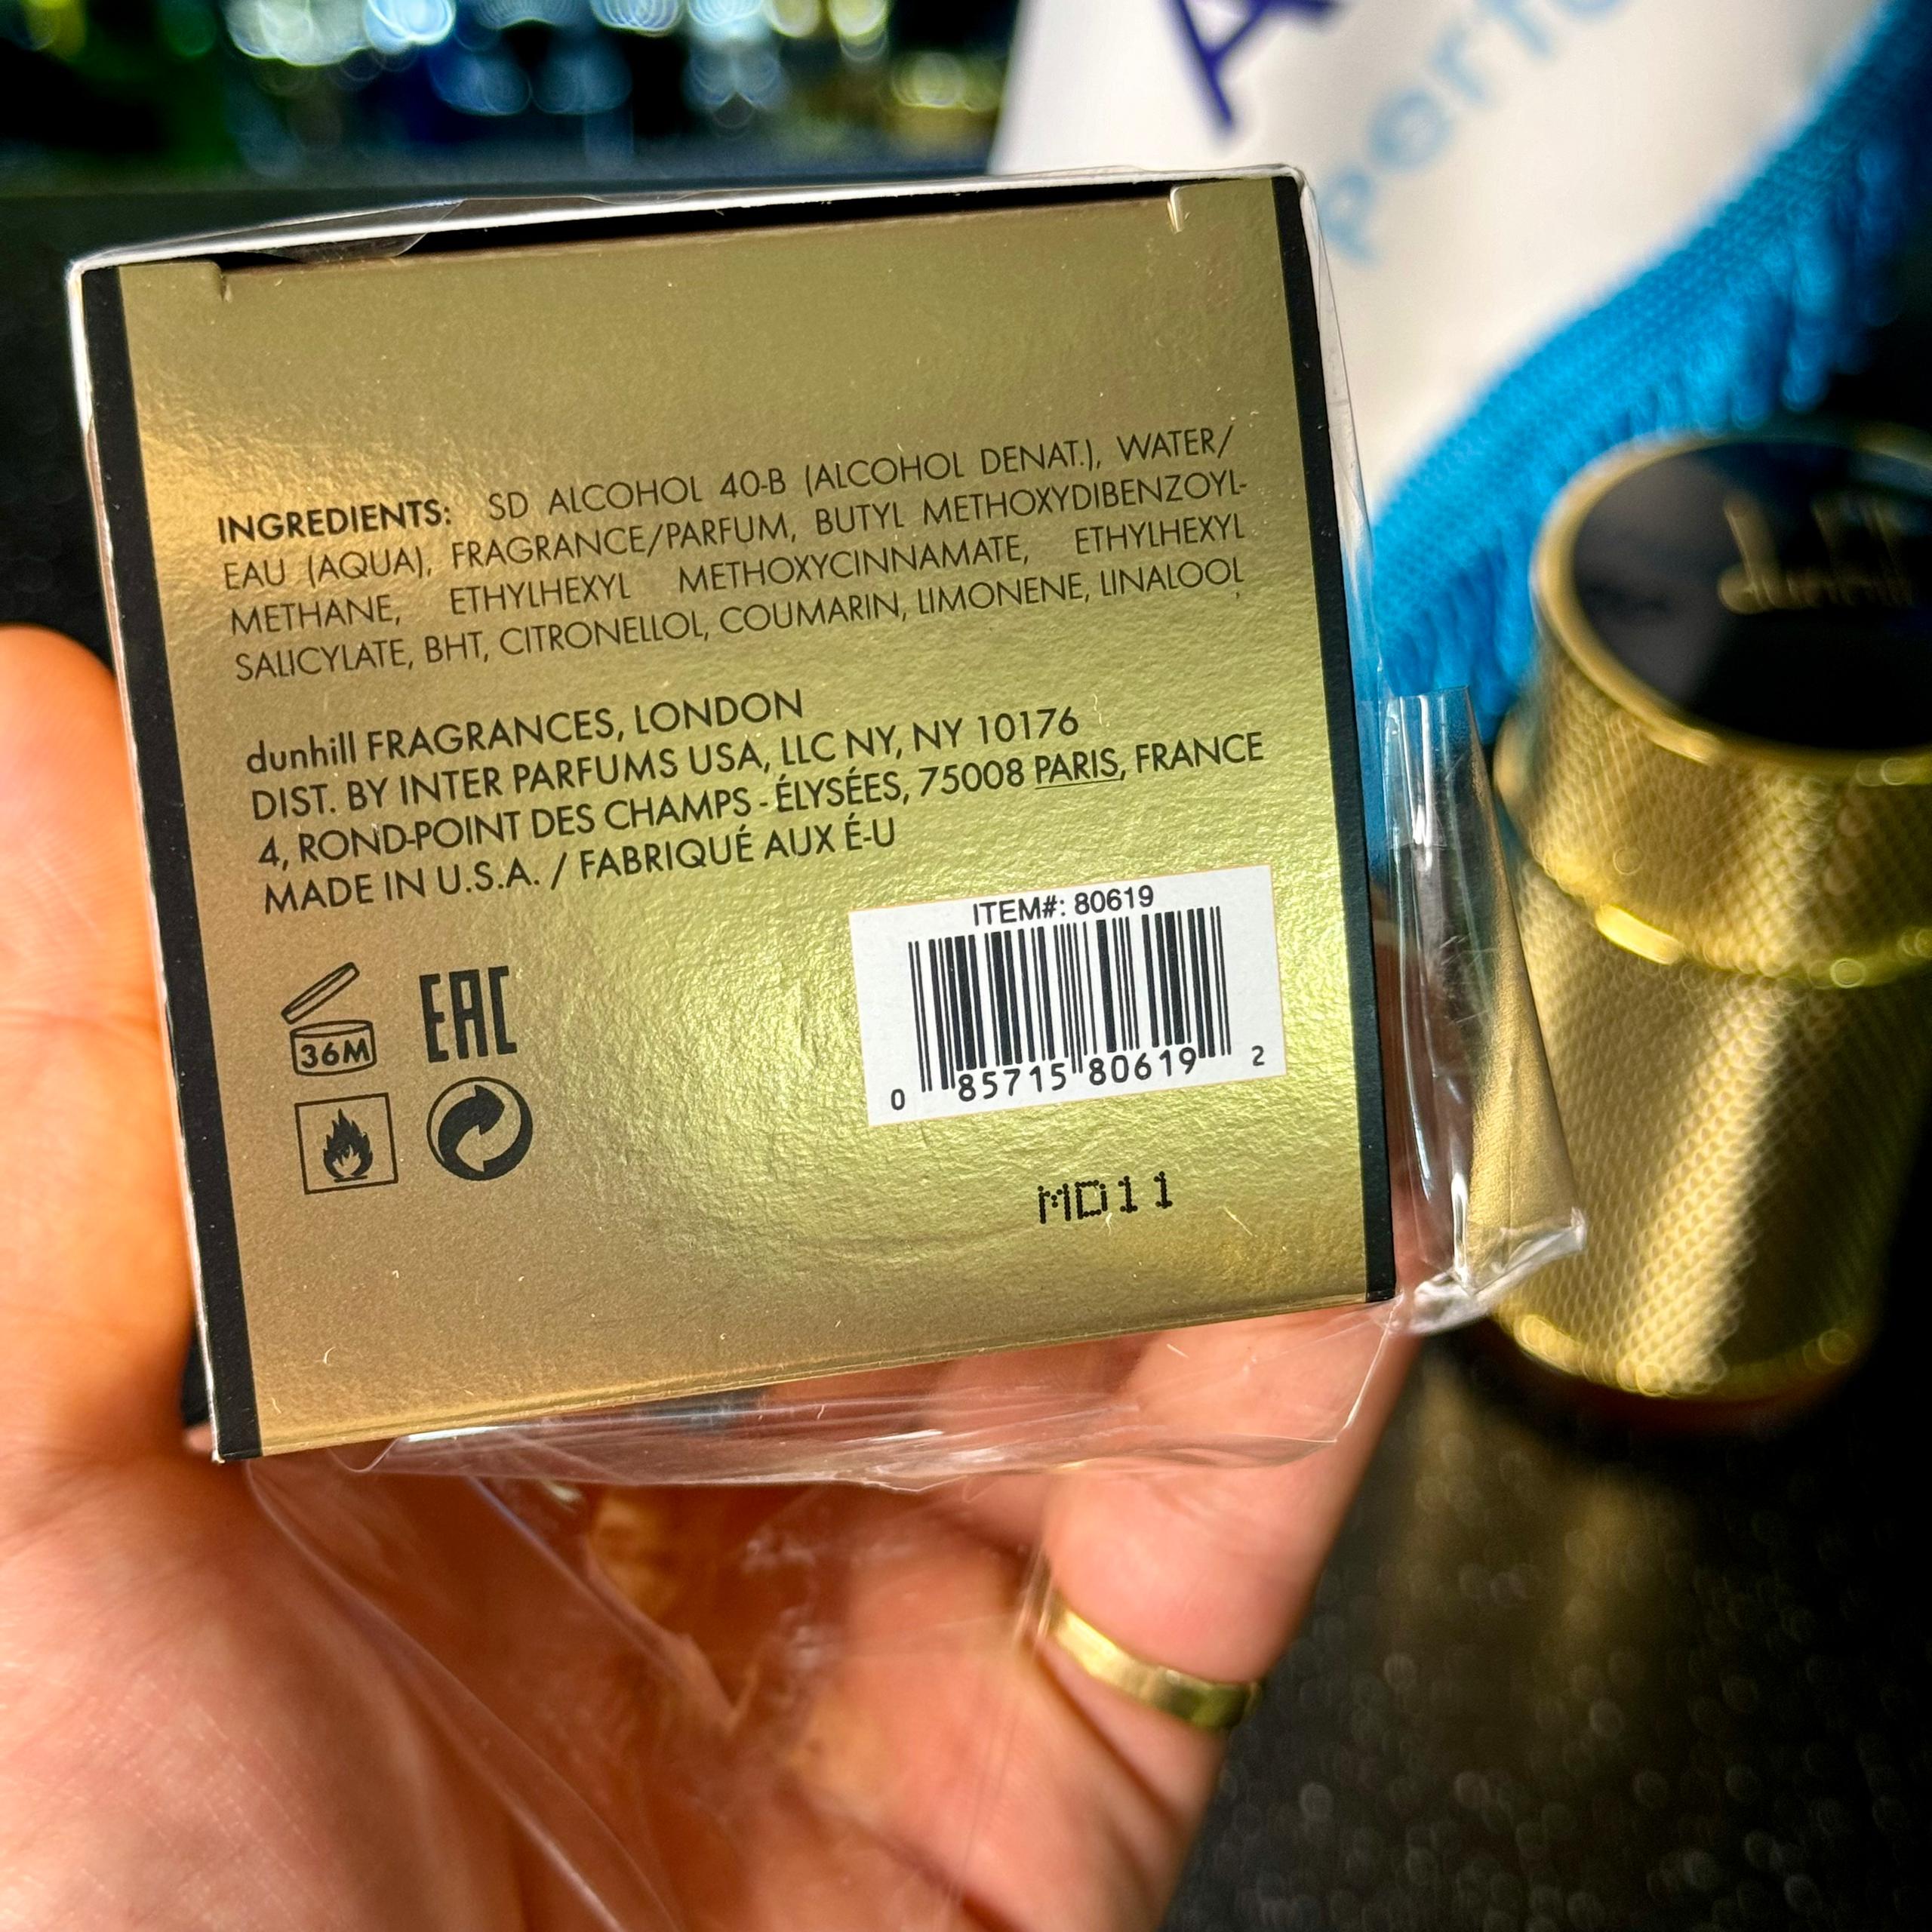 INGREDIENTS: SD ALCOHOL 40-B (ALCOHOL DENAT.), WATER/
EAU (AQUA), FRAGRANCE/PARFUM, BUTYL METHOXYDIBENZOYL-
METHANE, ETHYLHEXYL METHOXYCINNAMATE, ETHYLHEXYL
SALICYLATE, BHT, CITRONELLOL, COUMARIN, LIMONENE, LINALOOL
dunhill FRAGRANCES, LONDON
DIST. BY INTER PARFUMS USA, LLC NY, NY 10176
4, ROND-POINT DES CHAMPS - ÉLYSÉES, 75008 PARIS, FRANCE
MADE IN U.S.A. / FABRIQUÉ AUX É-U
ITEM#: 80619
0 85715 80619 2
36M
EAC
MD11
dunhill